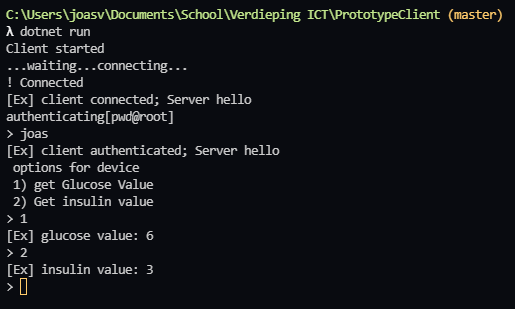 C:\Users\joasv\Documents\School\Verdieping ICT\PrototypeClient (master)
λ dotnet run
Client started
...waiting...connecting...
! Connected
[Ex] client connected; Server hello
authenticating[pwd@root]
> joas
[Ex] client authenticated; Server hello
 options for device
 1) get Glucose Value
 2) Get insulin value
> 1
[Ex] glucose value: 6
> 2
[Ex] insulin value: 3
>